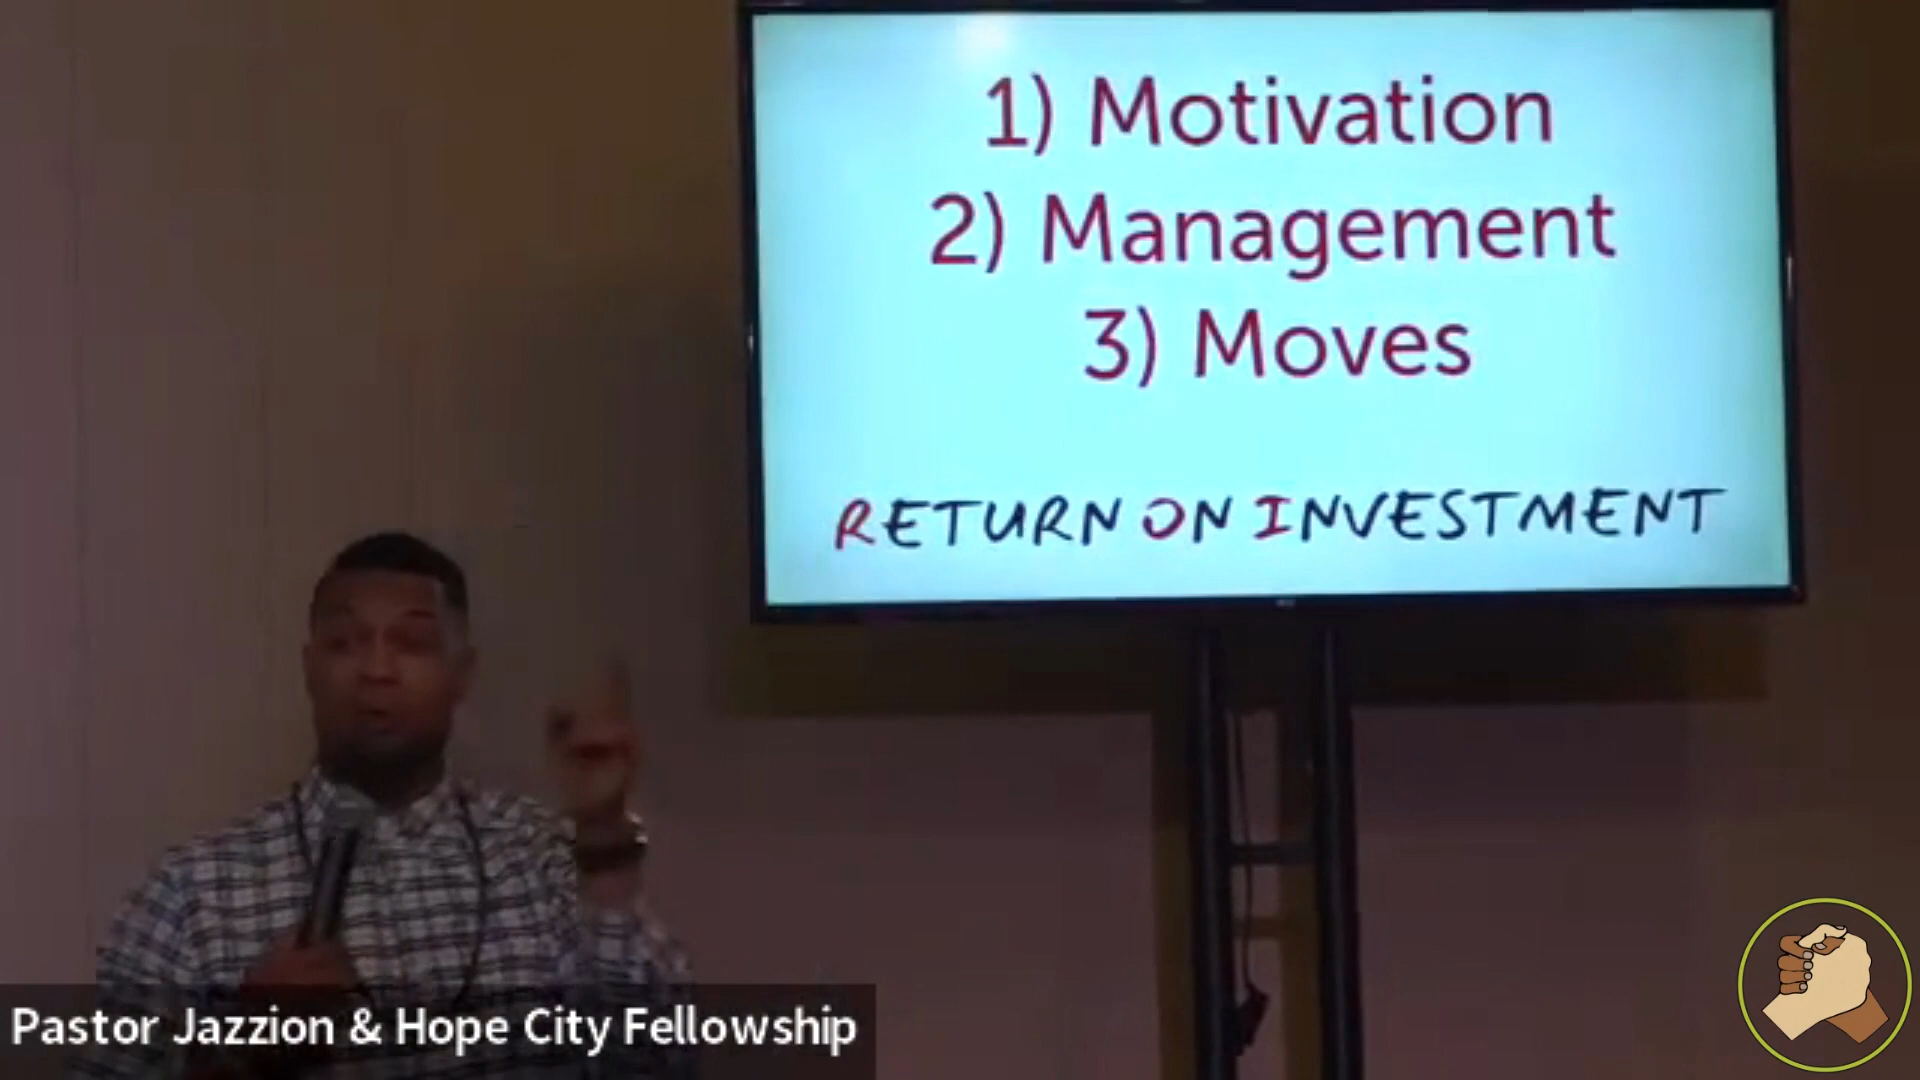 1) Motivation
2) Management
3) Moves
RETURN ON INVESTMENT
Pastor Jazzion & Hope City Fellowship